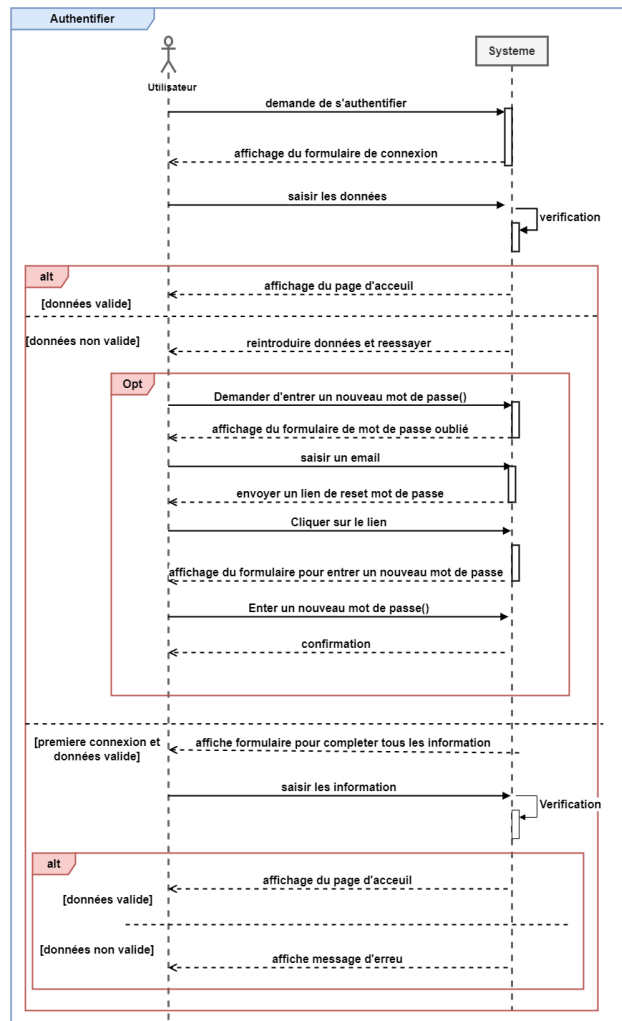 Authentifier
Systeme
Utilisateur
demande de s'authentifier
affichage du formulaire de connexion
saisir les données
verification
alt
affichage du page d'acceuil
[données valide]
[données non valide]
reintroduire données et reessayer
Opt
Demander d'entrer un nouveau mot de passe()
affichage du formulaire de mot de passe oublié
saisir un email
envoyer un lien de reset mot de passe
Cliquer sur le lien
affichage du formulaire pour entrer un nouveau mot de passe
Enter un nouveau mot de passe()
confirmation
[premiere connexion et
données valide]
affiche formulaire pour completer tous les information
saisir les information
Verification
alt
affichage du page d'acceuil
[données valide]
[données non valide]
affiche message d'erreu